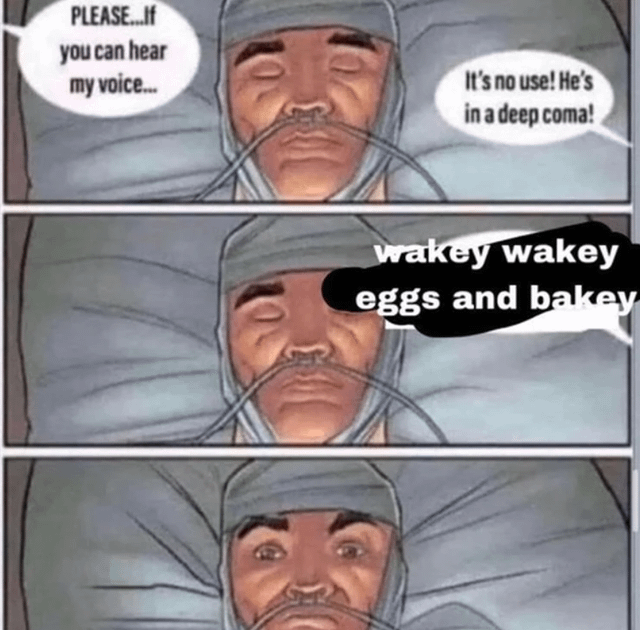 PLEASE...If
you can hear
my voice...
It's no use! He's
in a deep coma!
wakey wakey
eggs and bakey